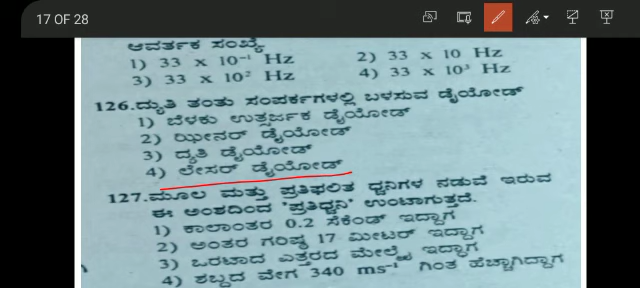 17 OF 28
ಆವರ್ತಕ ಸಂಖ್ಯೆ
1) 33 x 10⁻¹ Hz 2) 33 x 10 Hz
3) 33 x 10² Hz 4) 33 x 10³ Hz
126.ದ್ಯುತಿ ತಂತು ಸಂಪರ್ಕಗಳಲ್ಲಿ ಬಳಸುವ ಡೈಯೋಡ್
1) ಬೆಳಕು ಉತ್ಸರ್ಜಕ ಡೈಯೋಡ್
2) ಝೀನರ್ ಡೈಯೋಡ್
3) ದ್ಯುತಿ ಡೈಯೋಡ್
4) ಲೇಸರ್ ಡೈಯೋಡ್
127.ಮೂಲ ಮತ್ತು ಪ್ರತಿಫಲಿತ ಧ್ವನಿಗಳ ನಡುವೆ ಇರುವ
ಈ ಅಂಶದಿಂದ 'ಪ್ರತಿಧ್ವನಿ' ಉಂಟಾಗುತ್ತದೆ.
1) ಕಾಲಾಂತರ 0.2 ಸೆಕೆಂಡ್ ಇದ್ದಾಗ
2) ಅಂತರ ಗರಿಷ್ಠ 17 ಮೀಟರ್ ಇದ್ದಾಗ
3) ಒರಟಾದ ಎತ್ತರದ ಮೇಲ್ಮೈ ಇದ್ದಾಗ
4) ಶಬ್ದದ ವೇಗ 340 ms⁻¹ ಗಿಂತ ಹೆಚ್ಚಾಗಿದ್ದಾಗ